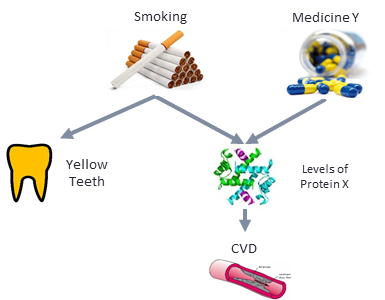 Smoking
Medicine Y
Yellow
Teeth
Levels of
Protein X
CVD